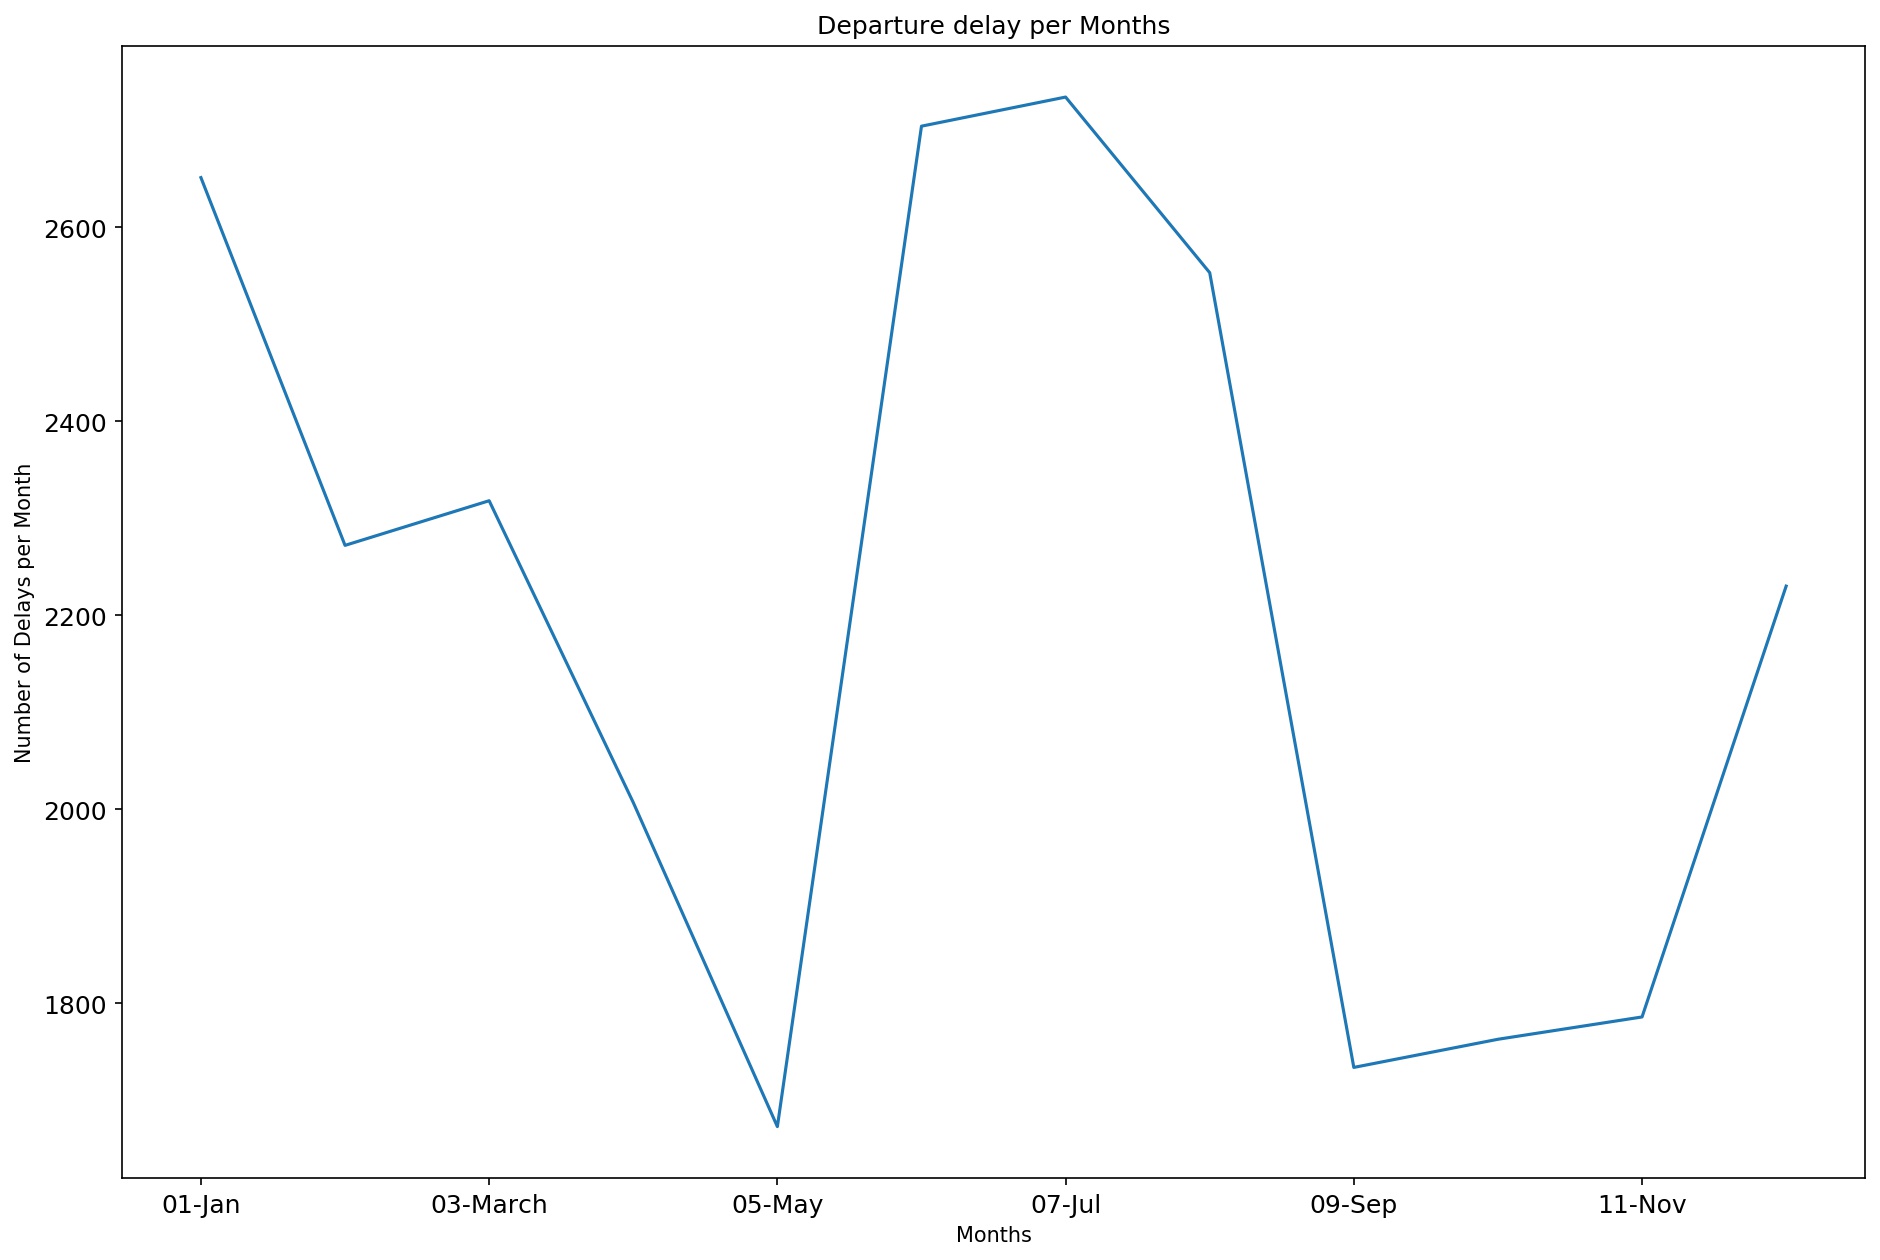 Departure delay per Months
Number of Delays per Month
2600
2400
2200
2000
1800
01-Jan 03-March 05-May 07-Jul 09-Sep 11-Nov
Months